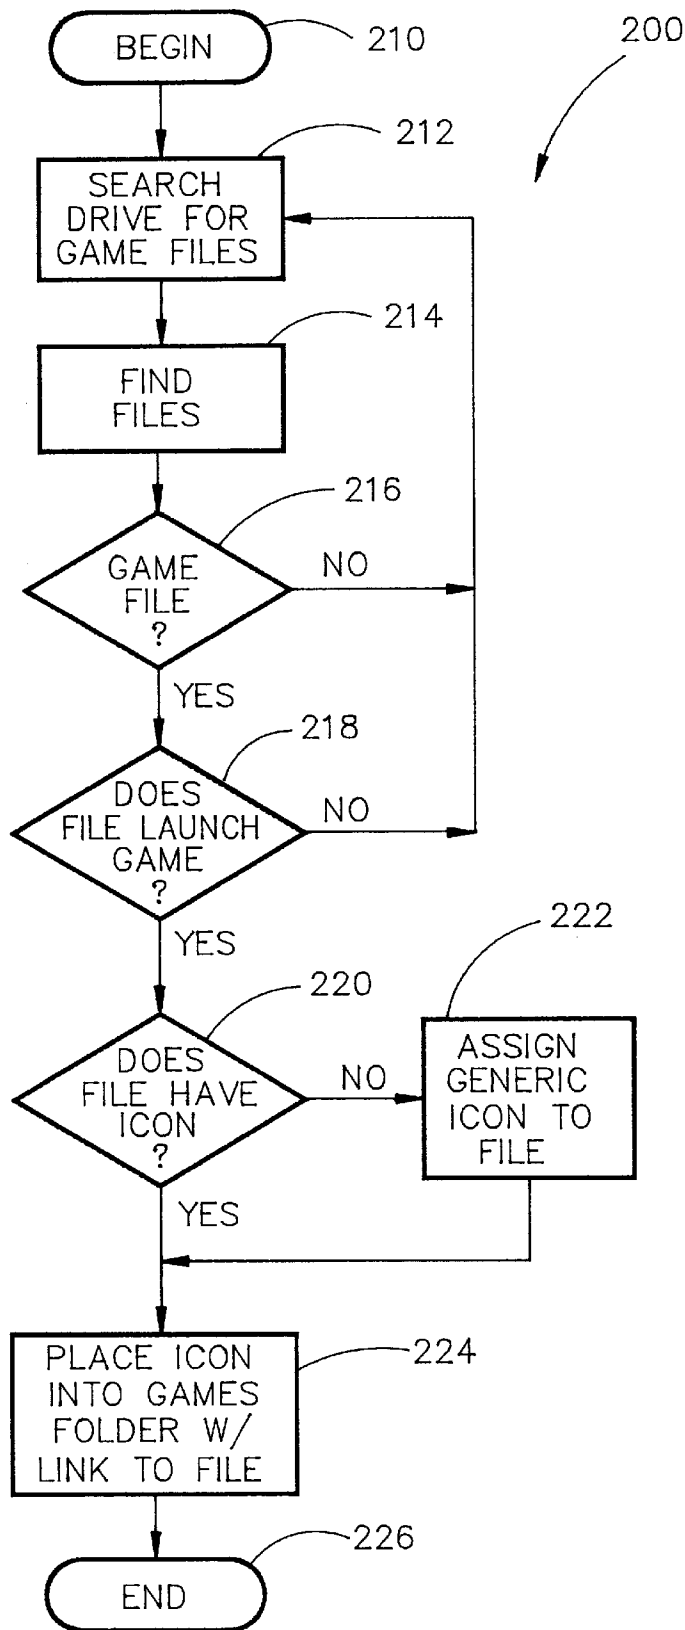 BEGIN
210
200
212
SEARCH
DRIVE FOR
GAME FILES
214
FIND
FILES
216
GAME
FILE
?
NO
YES
218
DOES
FILE LAUNCH
GAME
?
NO
YES
220
222
DOES
FILE HAVE
ICON
?
NO
ASSIGN
GENERIC
ICON TO
FILE
YES
224
PLACE ICON
INTO GAMES
FOLDER W/
LINK TO FILE
226
END